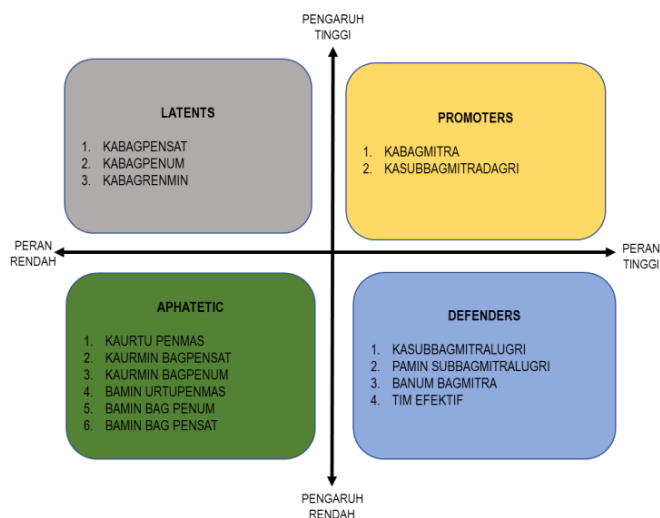 PENGARUH
TINGGI
LATENTS
1. KABAGPENSAT
2. KABAGPENUM
3. KABAGRENMIN
PROMOTERS
1. KABAGMITRA
2. KASUBBAGMITRADAGRI
PERAN
RENDAH
PERAN
TINGGI
APHATETIC
1. KAURTU PENMAS
2. KAURMIN BAGPENSAT
3. KAURMIN BAGPENUM
4. BAMIN URTUPENMAS
5. BAMIN BAG PENUM
6. BAMIN BAG PENSAT
DEFENDERS
1. KASUBBAGMITRALUGRI
2. PAMIN SUBBAGMITRALUGRI
3. BANUM BAGMITRA
4. TIM EFEKTIF
PENGARUH
RENDAH